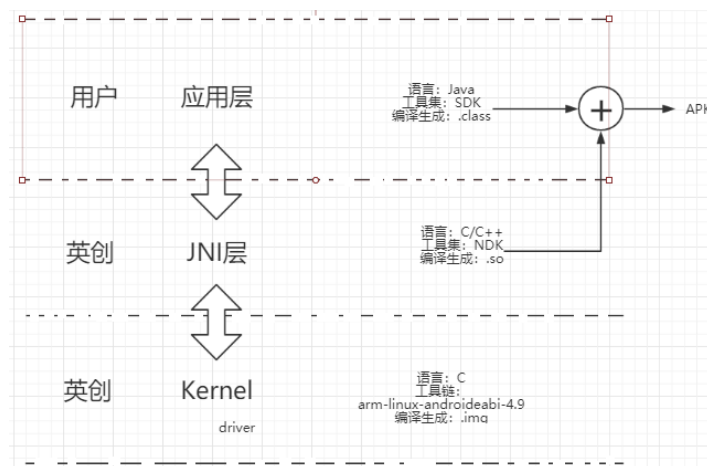 用户
应用层
语言：Java
工具集：SDK
编译生成：.class
+
APK
英创
JNI层
语言：C/C++
工具集：NDK
编译生成：.so
英创
Kernel
driver
语言：C
工具链：
arm-linux-androideabi-4.9
编译生成：.img